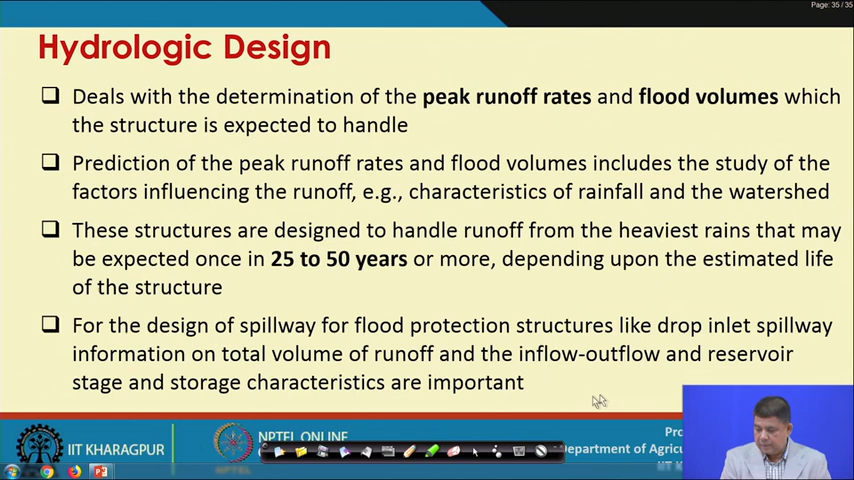 Page: 35 / 35
Hydrologic Design
Deals with the determination of the peak runoff rates and flood volumes which
the structure is expected to handle
Prediction of the peak runoff rates and flood volumes includes the study of the
factors influencing the runoff, e.g., characteristics of rainfall and the watershed
These structures are designed to handle runoff from the heaviest rains that may
be expected once in 25 to 50 years or more, depending upon the estimated life
of the structure
For the design of spillway for flood protection structures like drop inlet spillway
information on total volume of runoff and the inflow-outflow and reservoir
stage and storage characteristics are important
IIT KHARAGPUR
NPTEL
NPTEL ONLINE
Department of Agricu